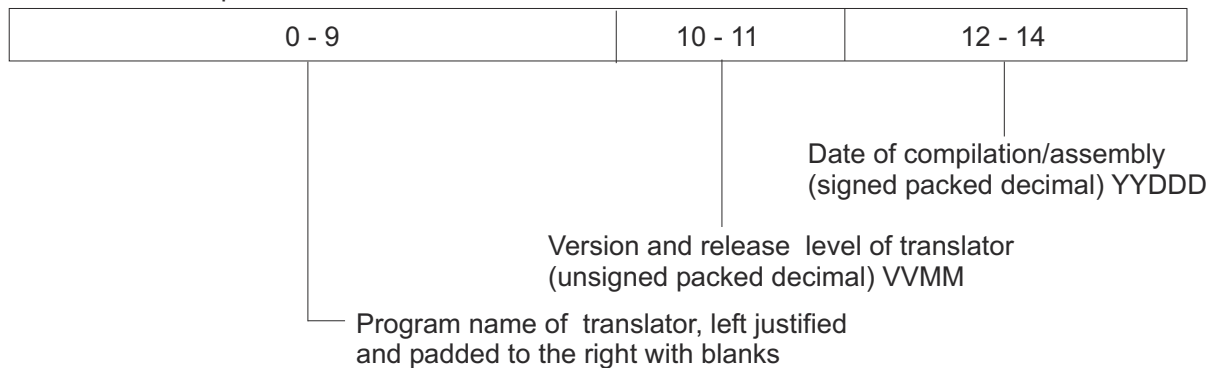 0 - 9
10 - 11
12 - 14
Date of compilation/assembly
(signed packed decimal) YYDDD
Version and release level of translator
(unsigned packed decimal) VVMM
Program name of translator, left justified
and padded to the right with blanks